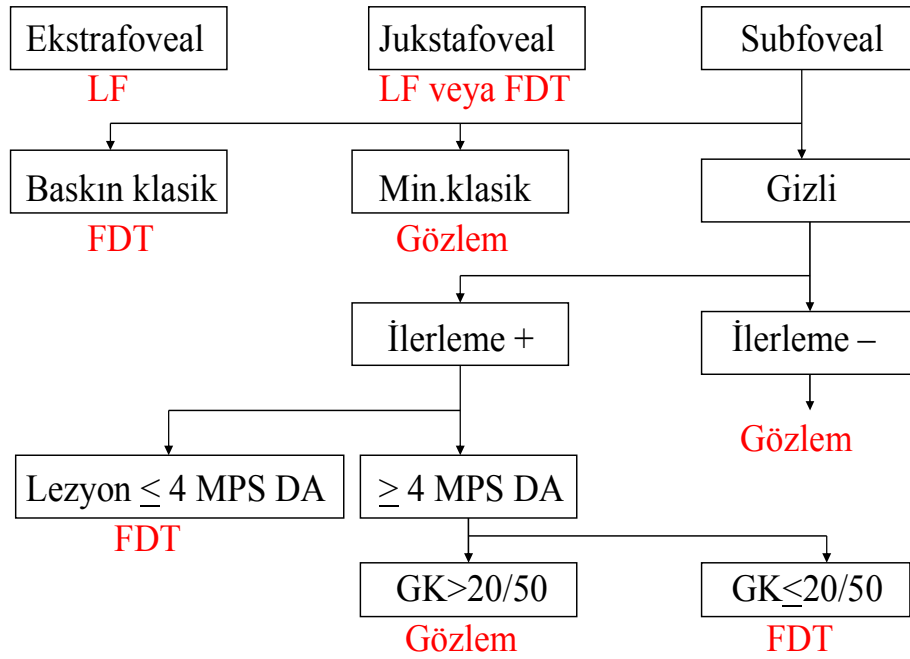 Ekstrafoveal Jukstafoveal Subfoveal
LF LF veya FDT
Baskın klasik Min.klasik Gizli
FDT Gözlem
İlerleme + İlerleme –
Gözlem
Lezyon ≤ 4 MPS DA ≥ 4 MPS DA
FDT
GK>20/50 GK≤20/50
Gözlem FDT